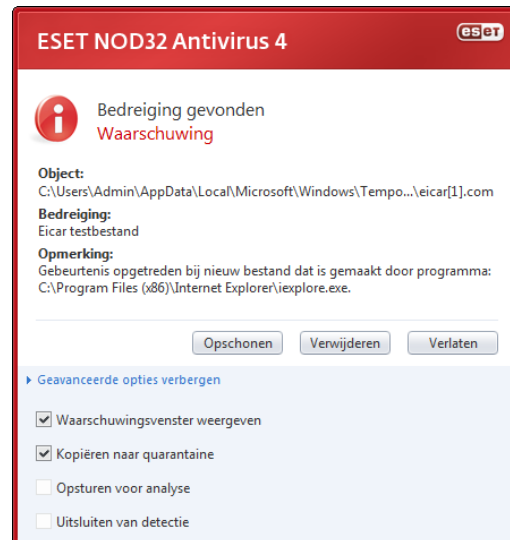 ESET NOD32 Antivirus 4
eseT
Bedreiging gevonden
Waarschuwing
Object:
C:\Users\Admin\AppData\Local\Microsoft\Windows\Tempo...\eicar[1].com
Bedreiging:
Eicar testbestand
Opmerking:
Gebeurtenis opgetreden bij nieuw bestand dat is gemaakt door programma:
C:\Program Files (x86)\Internet Explorer\iexplore.exe.
Opschonen Verwijderen Verlaten
Geavanceerde opties verbergen
Waarschuwingsvenster weergeven
Kopiëren naar quarantaine
Opsturen voor analyse
Uitsluiten van detectie